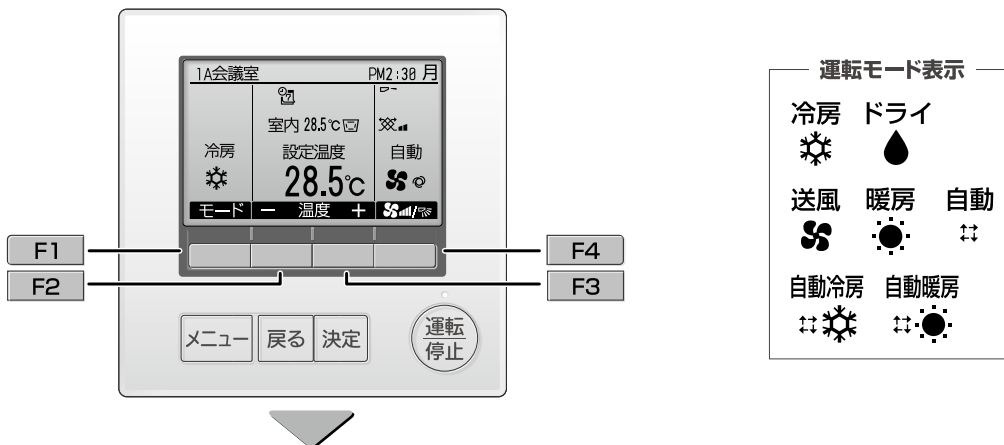 1A会議室 PM2:30 月
室内 28.5℃
冷房 設定温度 自動
28.5℃
モード － 温度 ＋ /
F1
F2
F4
F3
メニュー 戻る 決定 運転
停止
運転モード表示
冷房 ドライ
送風 暖房 自動
自動冷房 自動暖房